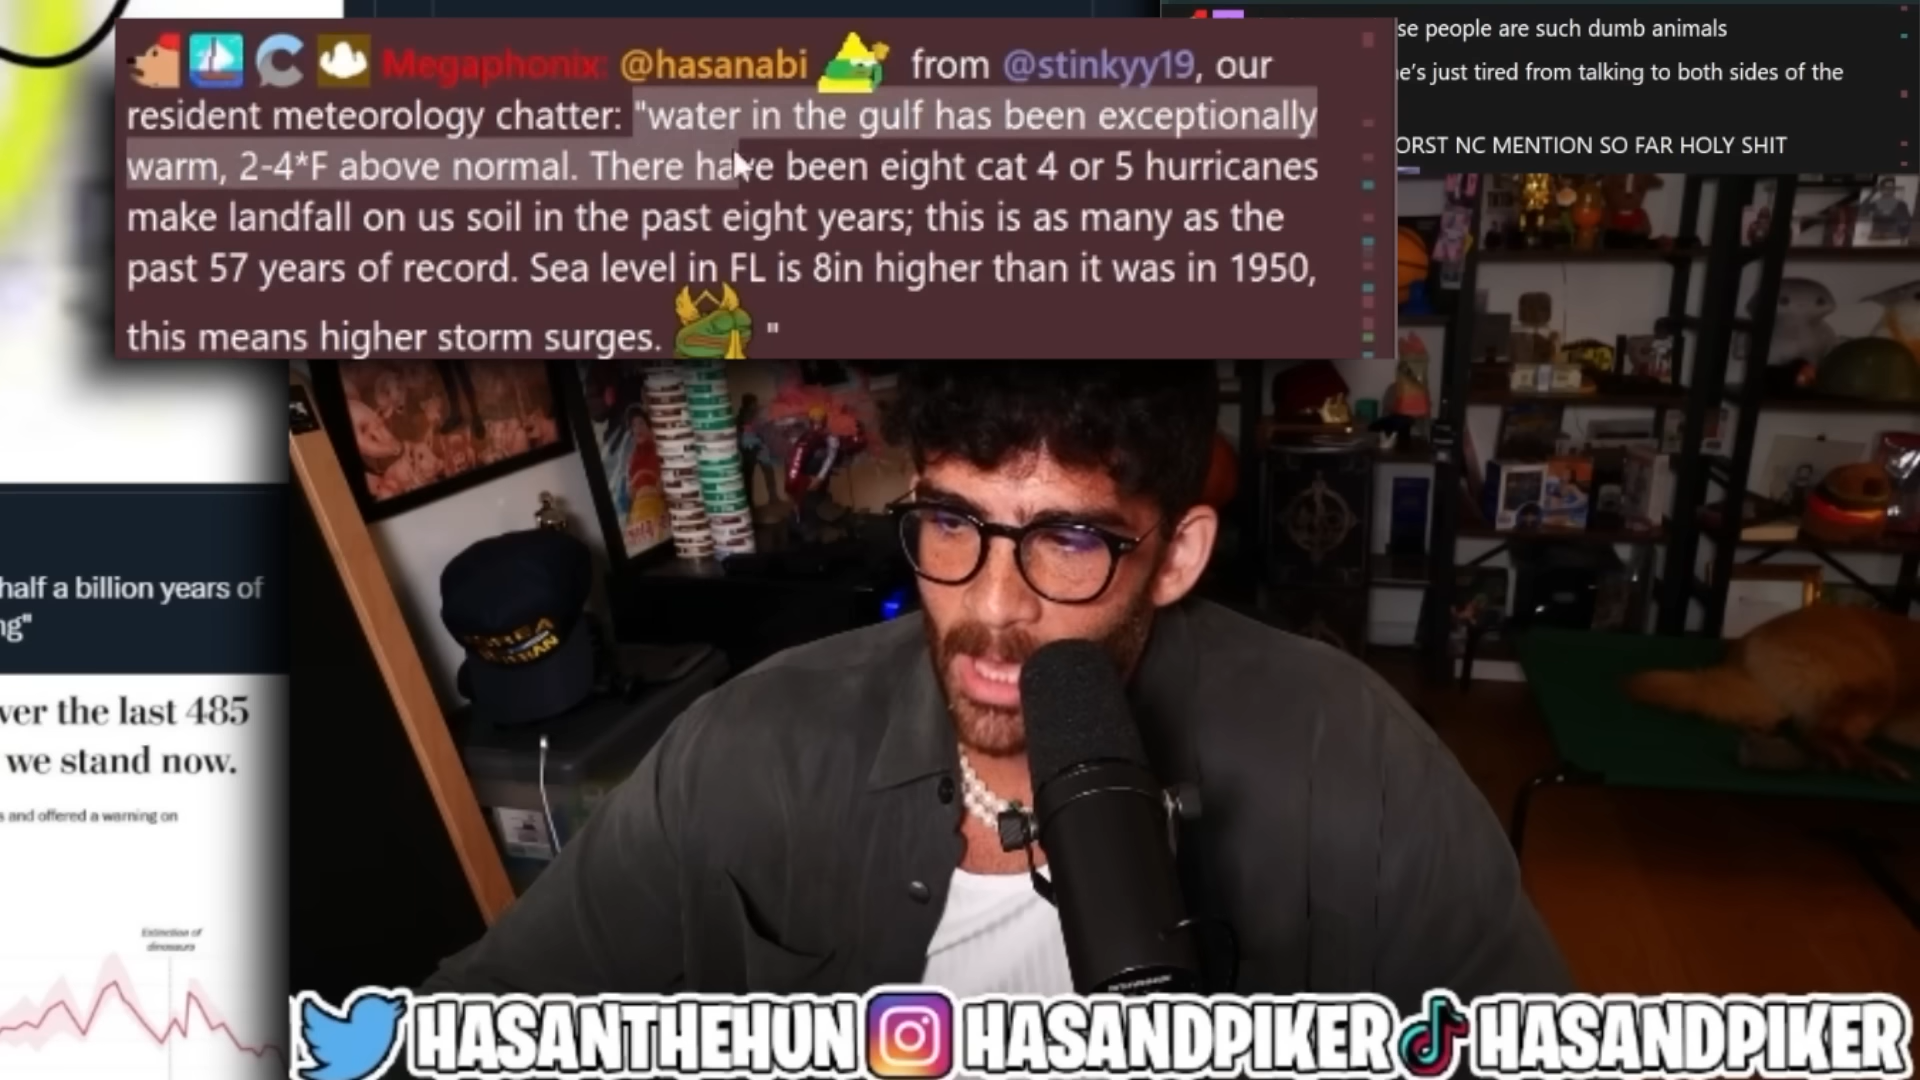 Megaphonix: @hasanabi from @stinkyy19, our
resident meteorology chatter: "water in the gulf has been exceptionally
warm, 2-4*F above normal. There have been eight cat 4 or 5 hurricanes
make landfall on us soil in the past eight years; this is as many as the
past 57 years of record. Sea level in FL is 8in higher than it was in 1950,
this means higher storm surges. "
se people are such dumb animals
e's just tired from talking to both sides of the
ORST NC MENTION SO FAR HOLY SHIT
half a billion years of
ng"
ver the last 485
we stand now.
s and offered a warning on
Extinction of
dinosaurs
HASANTHEHUN HASANDPIKER HASANDPIKER